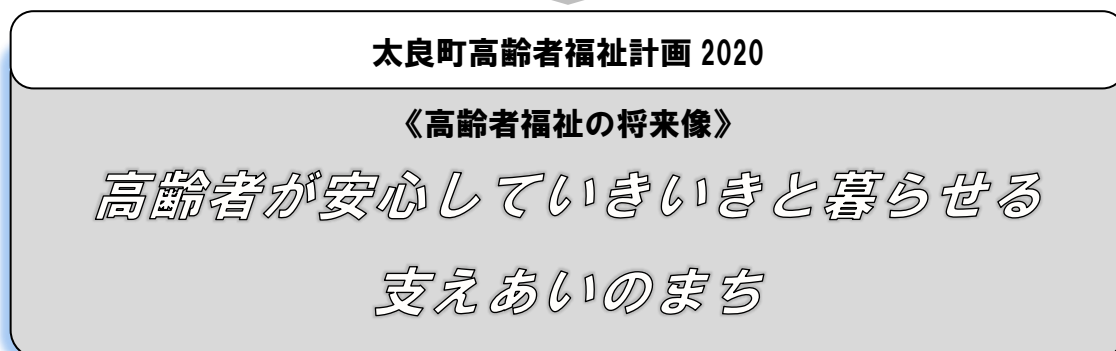 太良町高齢者福祉計画 2020
《高齢者福祉の将来像》
高齢者が安心していきいきと暮らせる
支えあいのまち